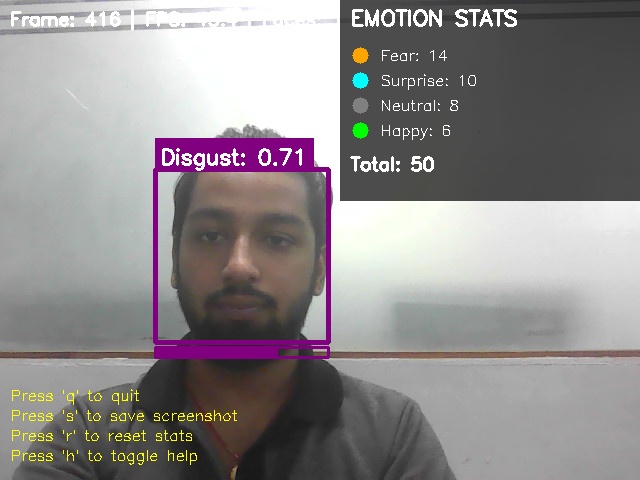 Frame: 416 | FPS:
EMOTION STATS
Fear: 14
Surprise: 10
Neutral: 8
Happy: 6
Total: 50
Disgust: 0.71
Press 'q' to quit
Press 's' to save screenshot
Press 'r' to reset stats
Press 'h' to toggle help